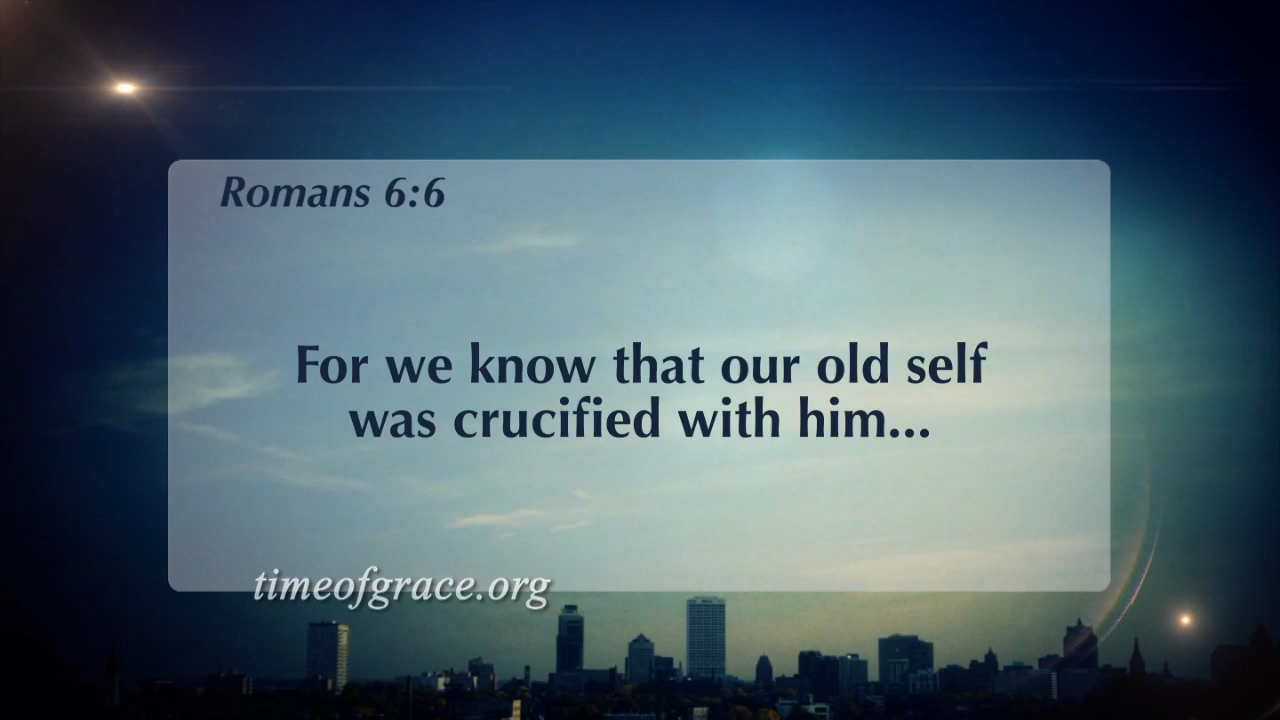 Romans 6:6
For we know that our old self
was crucified with him...
timeofgrace.org